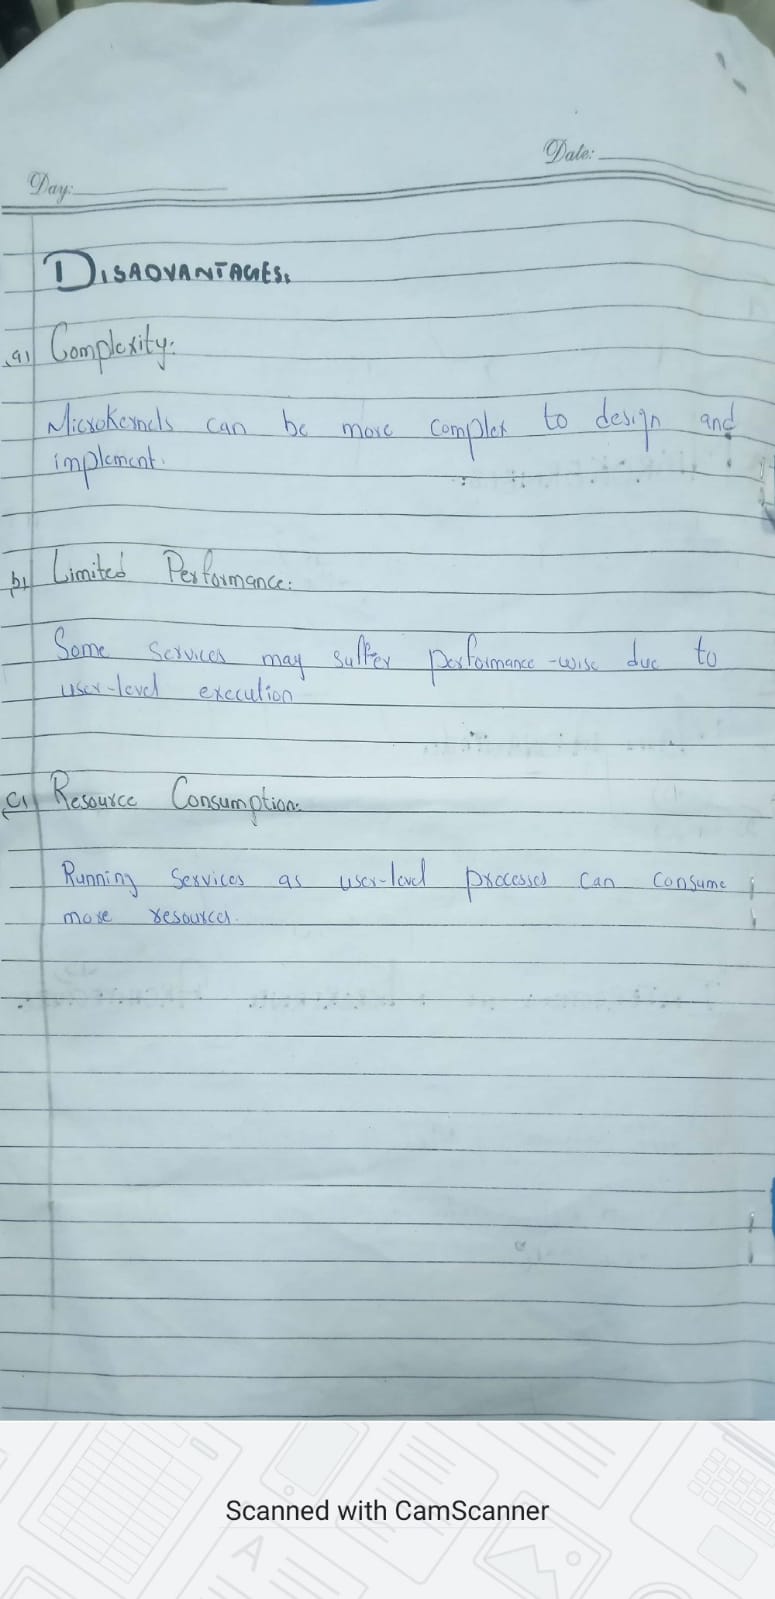 Date:
Day:
DISADVANTAGES.
a) Complexity:
Microkernels can be more complex to design and
implement.
b) Limited Performance:
Some Services may suffer performance-wise due to
user-level execution
c) Resource Consumption:
Running Services as user-level processes can consume
more resources.
Scanned with CamScanner